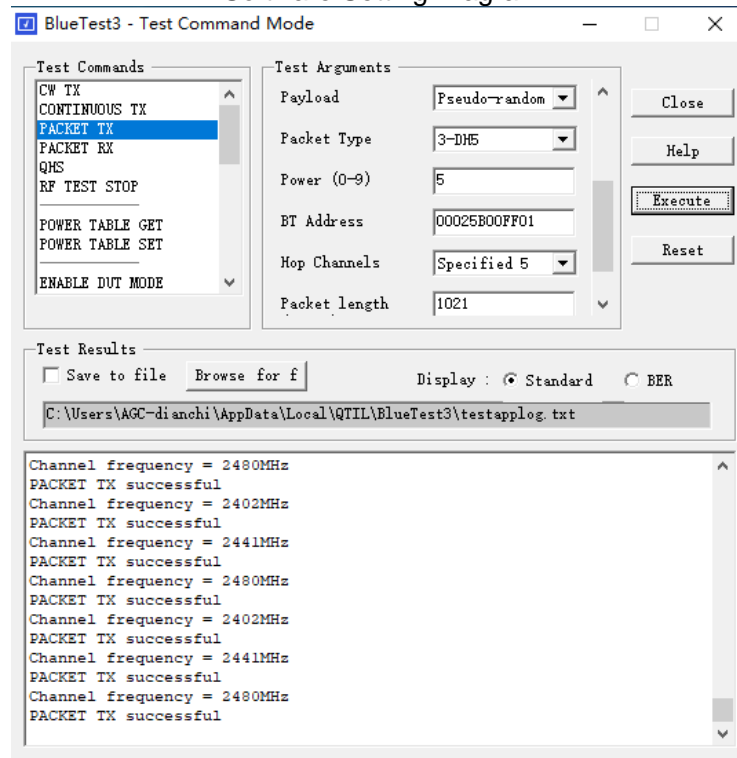 BlueTest3 - Test Command Mode
Test Commands
CW TX
CONTINUOUS TX
PACKET TX
PACKET RX
QHS
RF TEST STOP
POWER TABLE GET
POWER TABLE SET
ENABLE DUT MODE
Test Arguments
Payload Pseudo-random
Packet Type 3-DH5
Power (0-9) 5
BT Address 00025B00FF01
Hop Channels Specified 5
Packet length 1021
Close
Help
Execute
Reset
Test Results
Save to file Browse for f Display : Standard BER
C:\Users\AGC-dianchi\AppData\Local\QTIL\BlueTest3\testapplog.txt
Channel frequency = 2480MHz
PACKET TX successful
Channel frequency = 2402MHz
PACKET TX successful
Channel frequency = 2441MHz
PACKET TX successful
Channel frequency = 2480MHz
PACKET TX successful
Channel frequency = 2402MHz
PACKET TX successful
Channel frequency = 2441MHz
PACKET TX successful
Channel frequency = 2480MHz
PACKET TX successful